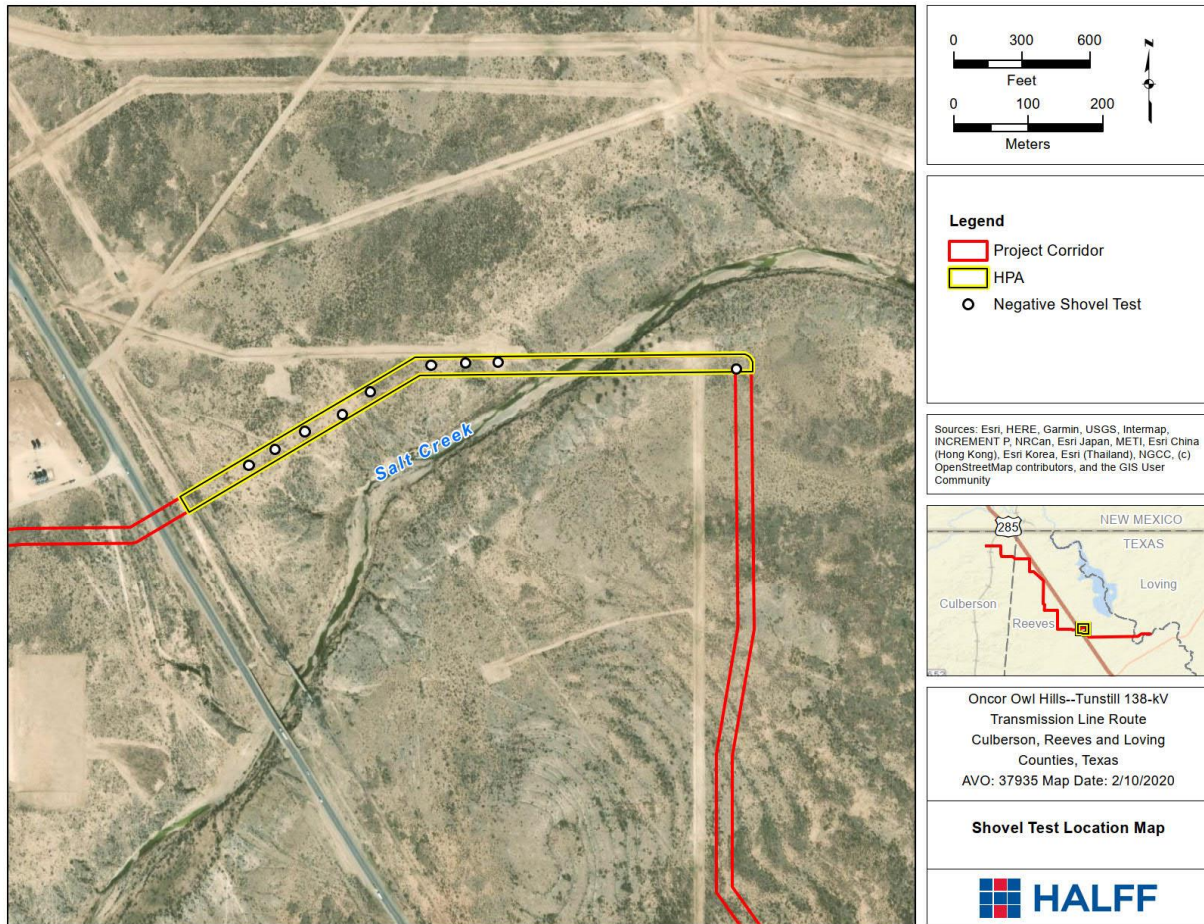 0 300 600
Feet
0 100 200
Meters
N
Legend
Project Corridor
HPA
Negative Shovel Test
Salt Creek
Sources: Esri, HERE, Garmin, USGS, Intermap,
INCREMENT P, NRCan, Esri Japan, METI, Esri China
(Hong Kong), Esri Korea, Esri (Thailand), NGCC, (c)
OpenStreetMap contributors, and the GIS User
Community
285
NEW MEXICO
TEXAS
Loving
Culberson
Reeves
Oncor Owl Hills--Tunstill 138-kV
Transmission Line Route
Culberson, Reeves and Loving
Counties, Texas
AVO: 37935 Map Date: 2/10/2020
Shovel Test Location Map
HALFF